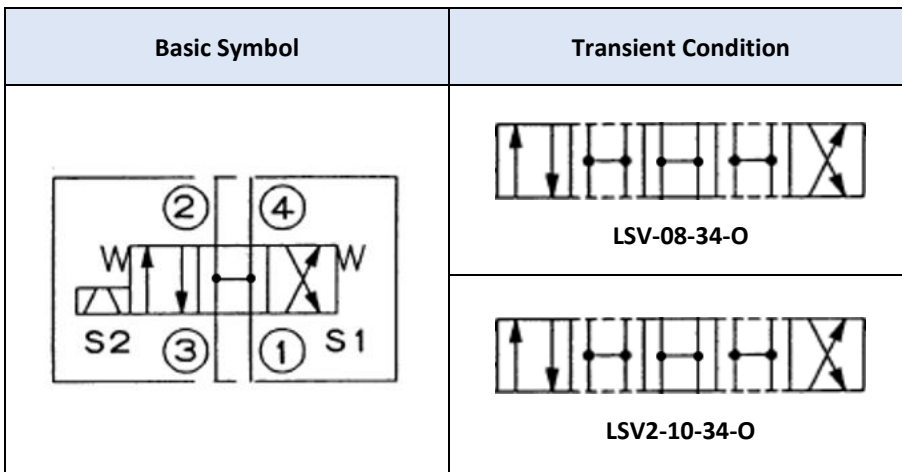 Basic Symbol
Transient Condition
2 4
W W
S2 3 1 S1
LSV-08-34-O
LSV2-10-34-O